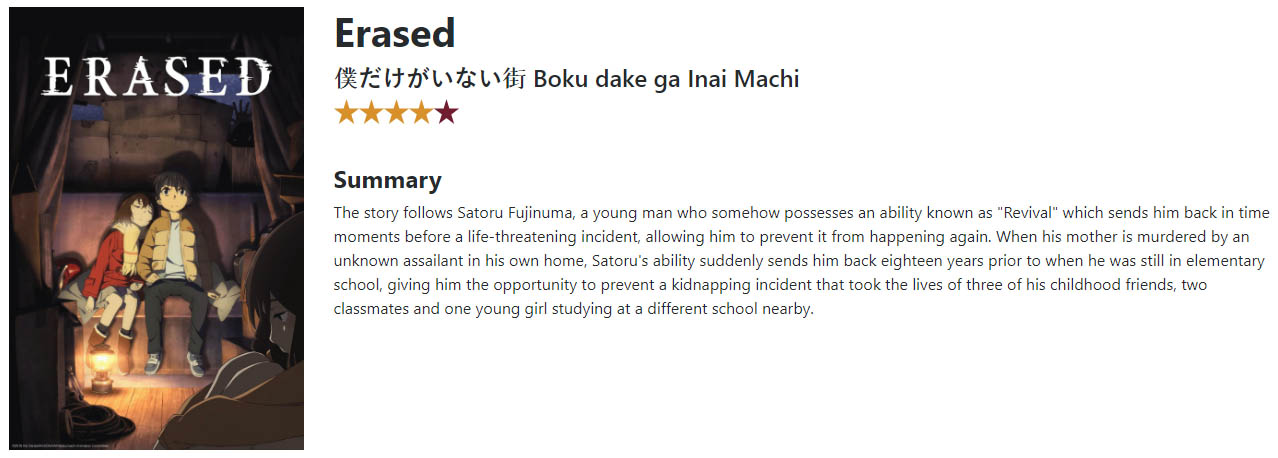 ERASED
Erased
僕だけがいない街 Boku dake ga Inai Machi
Summary
The story follows Satoru Fujinuma, a young man who somehow possesses an ability known as "Revival" which sends him back in time
moments before a life-threatening incident, allowing him to prevent it from happening again. When his mother is murdered by an
unknown assailant in his own home, Satoru's ability suddenly sends him back eighteen years prior to when he was still in elementary
school, giving him the opportunity to prevent a kidnapping incident that took the lives of three of his childhood friends, two
classmates and one young girl studying at a different school nearby.